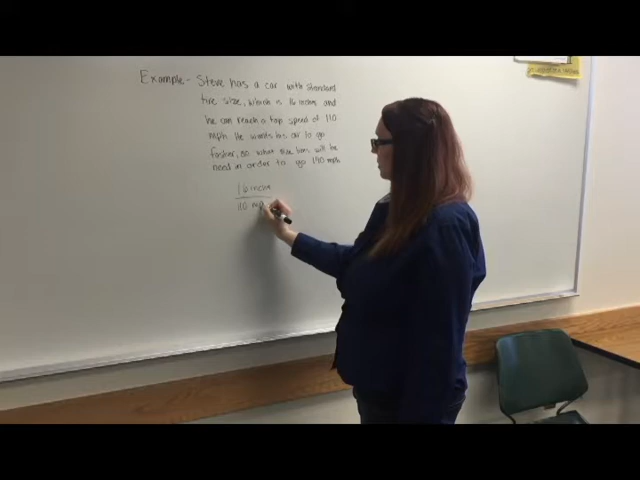 Example - Steve has a car with standard
tire size, which is 16 inches and
he can reach a top speed of 110
mph. He wants his car to go
faster, so what size tires will he
need in order to go 140 mph
16 inches
110 mp